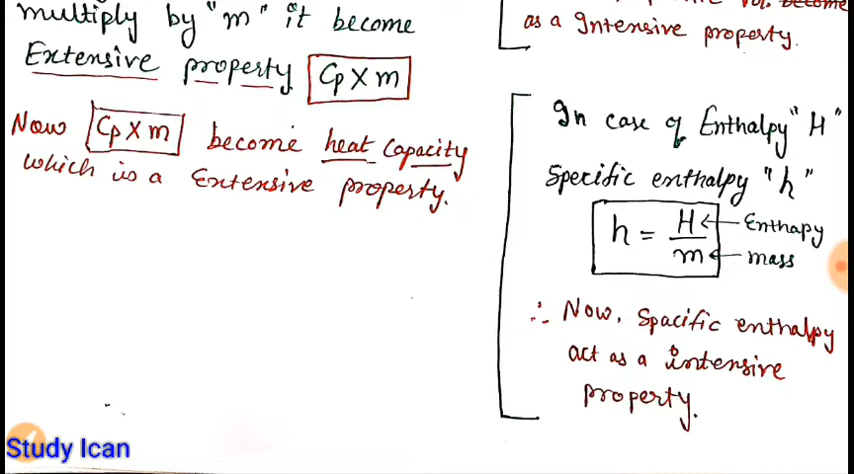 multiply by "m" it become
Extensive property Cp X m
Now Cp X m become heat capacity
which is a Extensive property.
as a Intensive property.
In case of Enthalpy "H"
Specific enthalpy "h"
h = H/m
Enthapy
mass
∴ Now, Spacific enthalpy
act as a intensive
property.
Study Ican